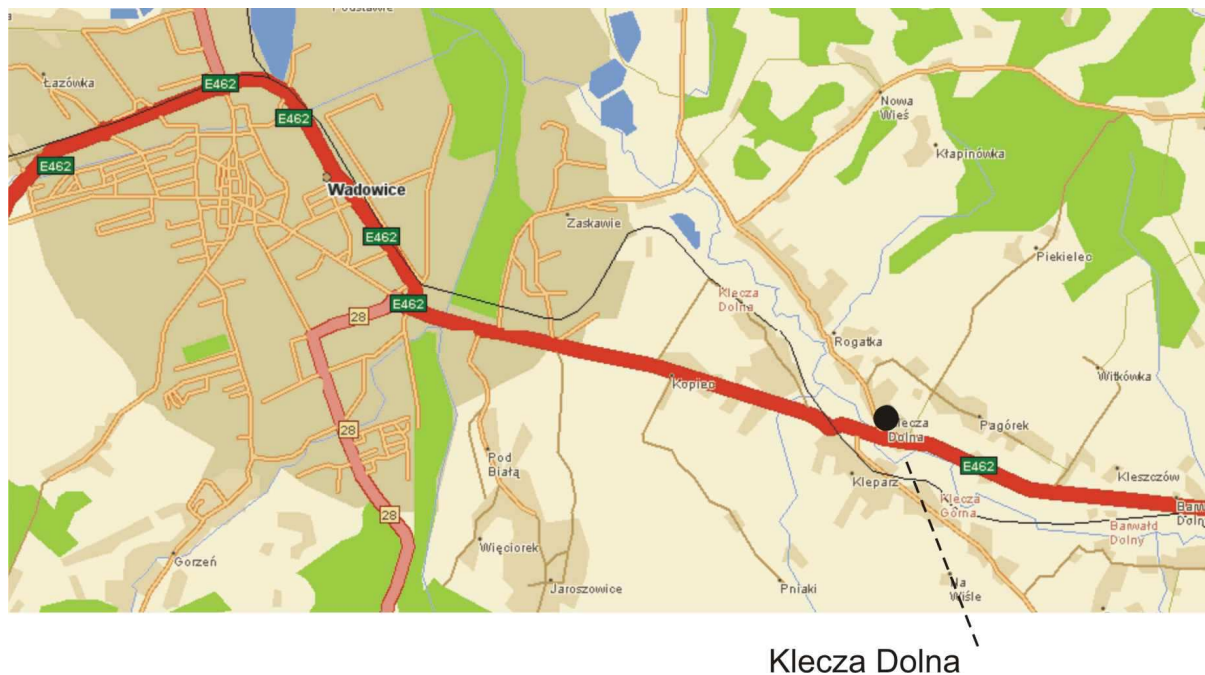 Łazówka
E462
E462
E462
Nowa
Wieś
Kłapinówka
Wadowice
Zaskawie
E462
Piekielec
Klecza
Dolna
E462
28
Rogatka
Kopiec
Witkówka
Klecza
Dolna
Pagórek
28
Pod
Białą
E462
Kleszczów
Kleparz
Klecza
Górna
Barwałd
Dolny
28
Więciorek
Gorzeń
Jaroszowice
Pniaki
Na
Wiśle
Klecza Dolna